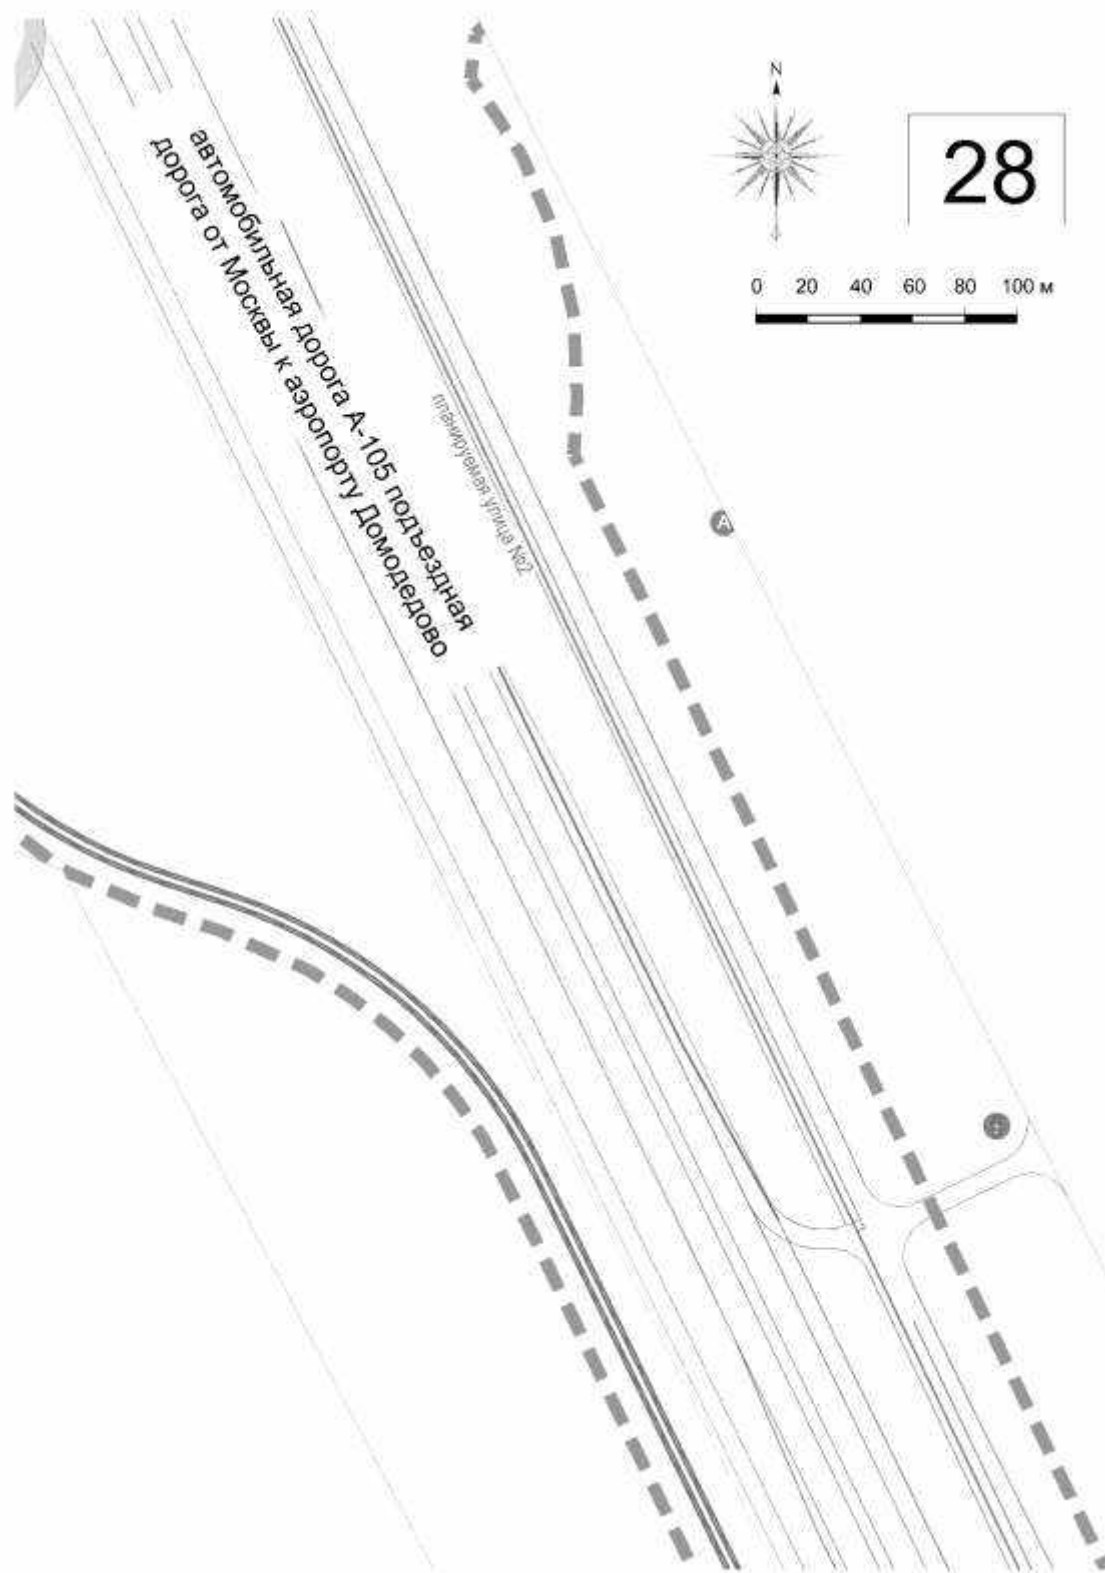 N
28
0 20 40 60 80 100 м
автомобильная дорога А-105 подъездная
дорога от Москвы к аэропорту Домодедово
планируемая улица №2
А